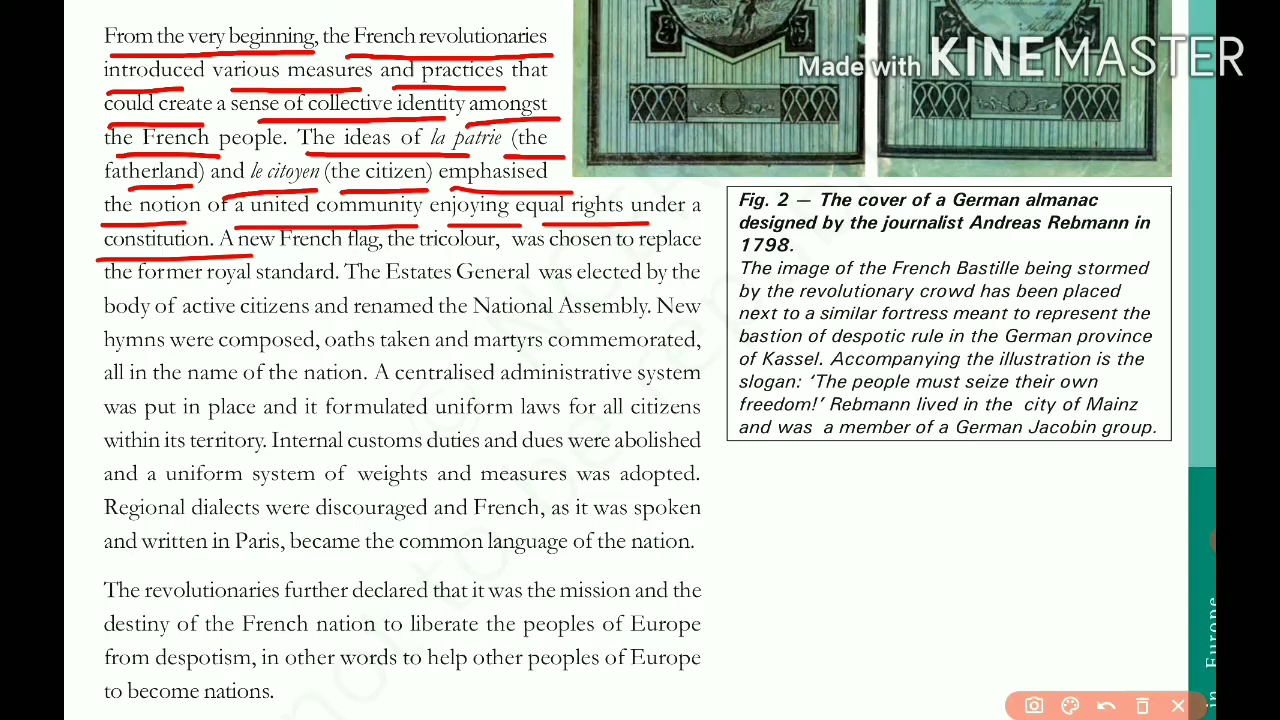 From the very beginning, the French revolutionaries
introduced various measures and practices that
could create a sense of collective identity amongst
the French people. The ideas of la patrie (the
fatherland) and le citoyen (the citizen) emphasised
the notion of a united community enjoying equal rights under a
constitution. A new French flag, the tricolour, was chosen to replace
the former royal standard. The Estates General was elected by the
body of active citizens and renamed the National Assembly. New
hymns were composed, oaths taken and martyrs commemorated,
all in the name of the nation. A centralised administrative system
was put in place and it formulated uniform laws for all citizens
within its territory. Internal customs duties and dues were abolished
and a uniform system of weights and measures was adopted.
Regional dialects were discouraged and French, as it was spoken
and written in Paris, became the common language of the nation.
The revolutionaries further declared that it was the mission and the
destiny of the French nation to liberate the peoples of Europe
from despotism, in other words to help other peoples of Europe
to become nations.
Made with KINEMASTER
Fig. 2 — The cover of a German almanac
designed by the journalist Andreas Rebmann in
1798.
The image of the French Bastille being stormed
by the revolutionary crowd has been placed
next to a similar fortress meant to represent the
bastion of despotic rule in the German province
of Kassel. Accompanying the illustration is the
slogan: ‘The people must seize their own
freedom!’ Rebmann lived in the city of Mainz
and was a member of a German Jacobin group.
in Europe